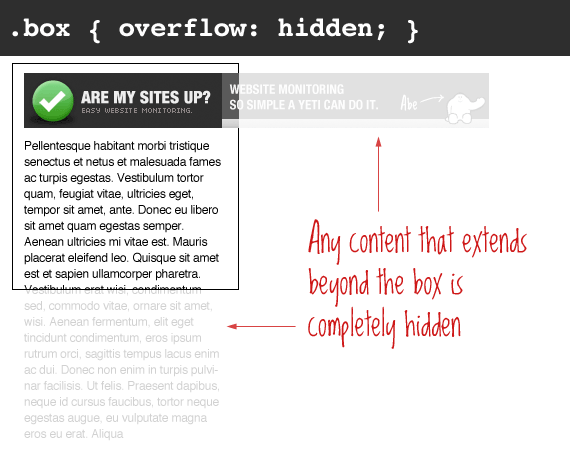 .box { overflow: hidden; }
ARE MY SITES UP?
EASY WEBSITE MONITORING.
WEBSITE MONITORING
SO SIMPLE A YETI CAN DO IT.
Abe
Pellentesque habitant morbi tristique
senectus et netus et malesuada fames
ac turpis egestas. Vestibulum tortor
quam, feugiat vitae, ultricies eget,
tempor sit amet, ante. Donec eu libero
sit amet quam egestas semper.
Aenean ultricies mi vitae est. Mauris
placerat eleifend leo. Quisque sit amet
est et sapien ullamcorper pharetra.
Vestibulum erat wisi, condimentum
sed, commodo vitae, ornare sit amet,
wisi. Aenean fermentum, elit eget
tincidunt condimentum, eros ipsum
rutrum orci, sagittis tempus lacus enim
ac dui. Donec non enim in turpis pulvi-
nar facilisis. Ut felis. Praesent dapibus,
neque id cursus faucibus, tortor neque
egestas augue, eu vulputate magna
eros eu erat. Aliqua
Any content that extends
beyond the box is
completely hidden